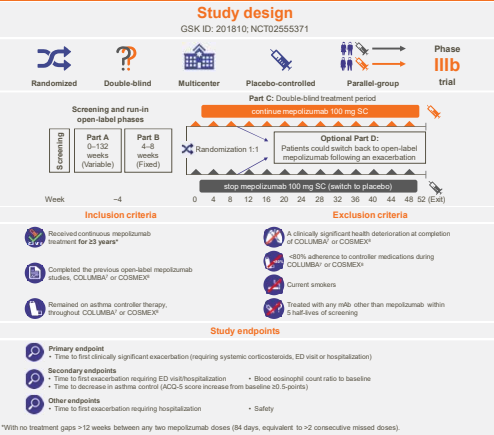 Study design
GSK ID: 201810; NCT02555371
Randomized
Double-blind
Multicenter
Placebo-controlled
Parallel-group
Phase
IIIb
trial
Screening and run-in
open-label phases
Part C: Double-blind treatment period
continue mepolizumab 100 mg SC
Screening
Part A
0–132
weeks
(Variable)
Part B
4–8
weeks
(Fixed)
Randomization 1:1
Optional Part D:
Patients could switch back to open-label
mepolizumab following an exacerbation
stop mepolizumab 100 mg SC (switch to placebo)
Week –4 0 4 8 12 16 20 24 28 32 36 40 44 48 52 (Exit)
Inclusion criteria
Received continuous mepolizumab
treatment for ≥3 years*
Completed the previous open-label mepolizumab
studies, COLUMBA⁷ or COSMEX⁸
Remained on asthma controller therapy,
throughout COLUMBA⁷ or COSMEX⁸
Exclusion criteria
A clinically significant health deterioration at completion
of COLUMBA⁷ or COSMEX⁸
<80%
<80% adherence to controller medications during
COLUMBA⁷ or COSMEX⁸
Current smokers
Treated with any mAb other than mepolizumab within
5 half-lives of screening
Study endpoints
Primary endpoint
• Time to first clinically significant exacerbation (requiring systemic corticosteroids, ED visit or hospitalization)
Secondary endpoints
• Time to first exacerbation requiring ED visit/hospitalization • Blood eosinophil count ratio to baseline
• Time to decrease in asthma control (ACQ-5 score increase from baseline ≥0.5-points)
Other endpoints
• Time to first exacerbation requiring hospitalization • Safety
*With no treatment gaps >12 weeks between any two mepolizumab doses (84 days, equivalent to >2 consecutive missed doses).